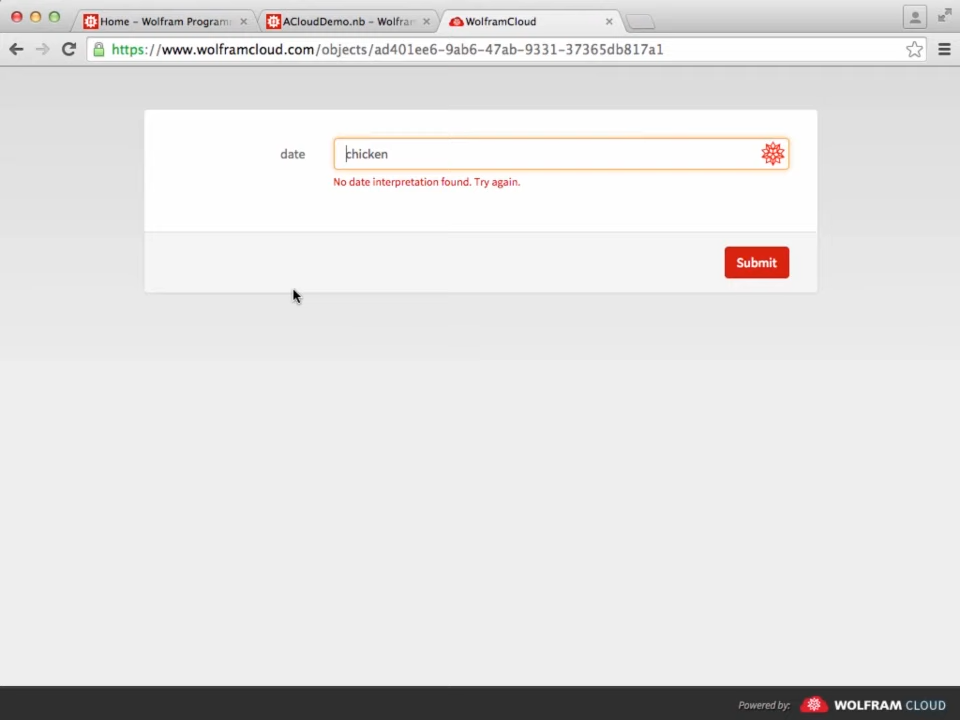 Home – Wolfram Program
ACloudDemo.nb – Wolfra
WolframCloud
https://www.wolframcloud.com/objects/ad401ee6-9ab6-47ab-9331-37365db817a1
date
chicken
No date interpretation found. Try again.
Submit
Powered by: WOLFRAM CLOUD